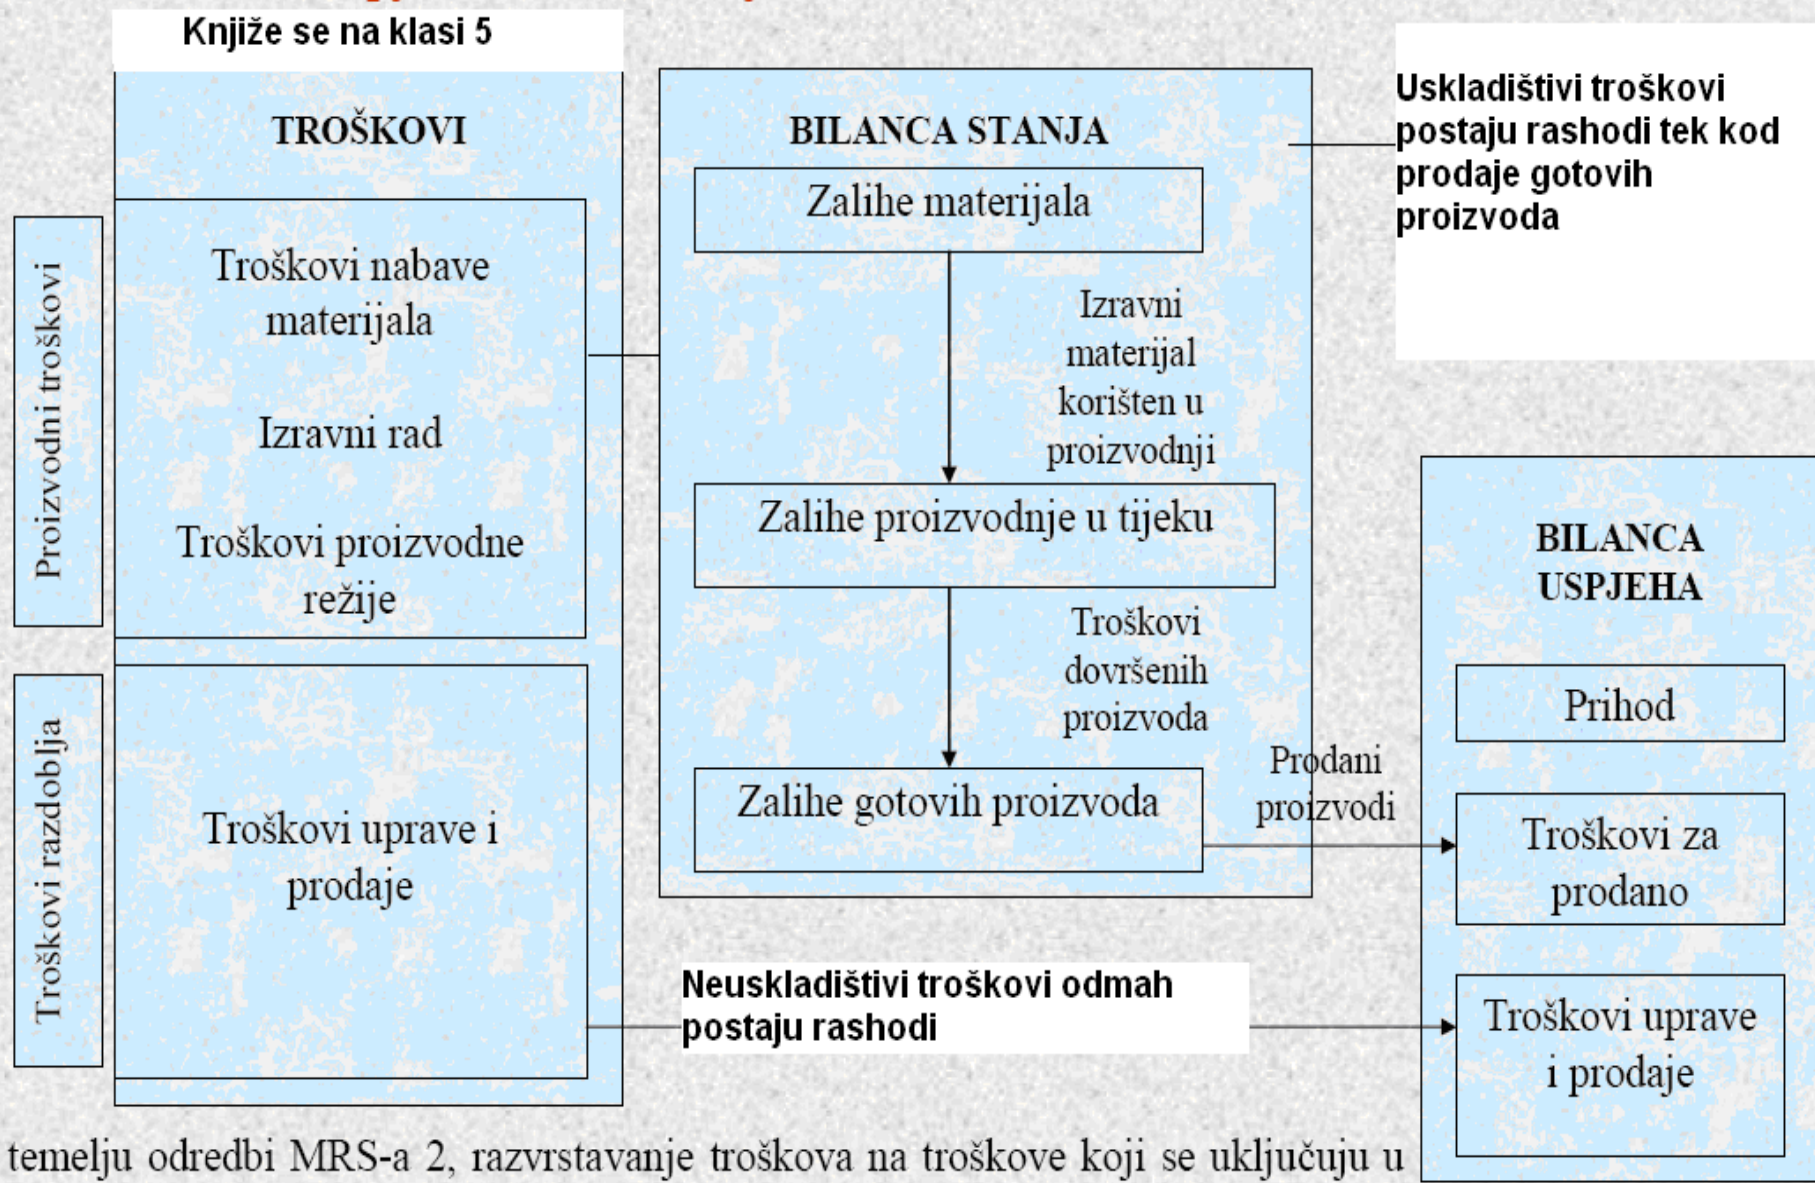 Knjiže se na klasi 5
TROŠKOVI
Proizvodni troškovi
Troškovi nabave
materijala
Izravni rad
Troškovi proizvodne
režije
Troškovi razdoblja
Troškovi uprave i
prodaje
BILANCA STANJA
Zalihe materijala
Izravni
materijal
korišten u
proizvodnji
Zalihe proizvodnje u tijeku
Troškovi
dovršenih
proizvoda
Zalihe gotovih proizvoda
Prodani
proizvodi
Uskladištivi troškovi
postaju rashodi tek kod
prodaje gotovih
proizvoda
BILANCA
USPJEHA
Prihod
Troškovi za
prodano
Troškovi uprave
i prodaje
Neuskladištivi troškovi odmah
postaju rashodi
temelju odredbi MRS-a 2, razvrstavanje troškova na troškove koji se uključuju u